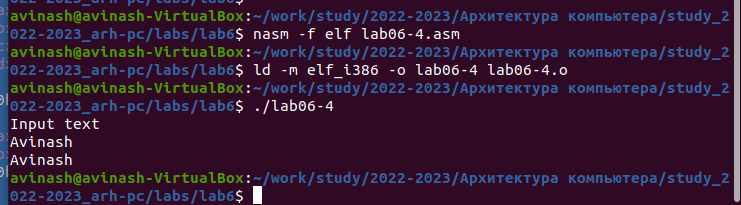 avinash@avinash-VirtualBox:~/work/study/2022-2023/Архитектура компьютера/study_2
022-2023_arh-pc/labs/lab6$ nasm -f elf lab06-4.asm
avinash@avinash-VirtualBox:~/work/study/2022-2023/Архитектура компьютера/study_2
022-2023_arh-pc/labs/lab6$ ld -m elf_i386 -o lab06-4 lab06-4.o
avinash@avinash-VirtualBox:~/work/study/2022-2023/Архитектура компьютера/study_2
022-2023_arh-pc/labs/lab6$ ./lab06-4
Input text
Avinash
Avinash
avinash@avinash-VirtualBox:~/work/study/2022-2023/Архитектура компьютера/study_2
022-2023_arh-pc/labs/lab6$